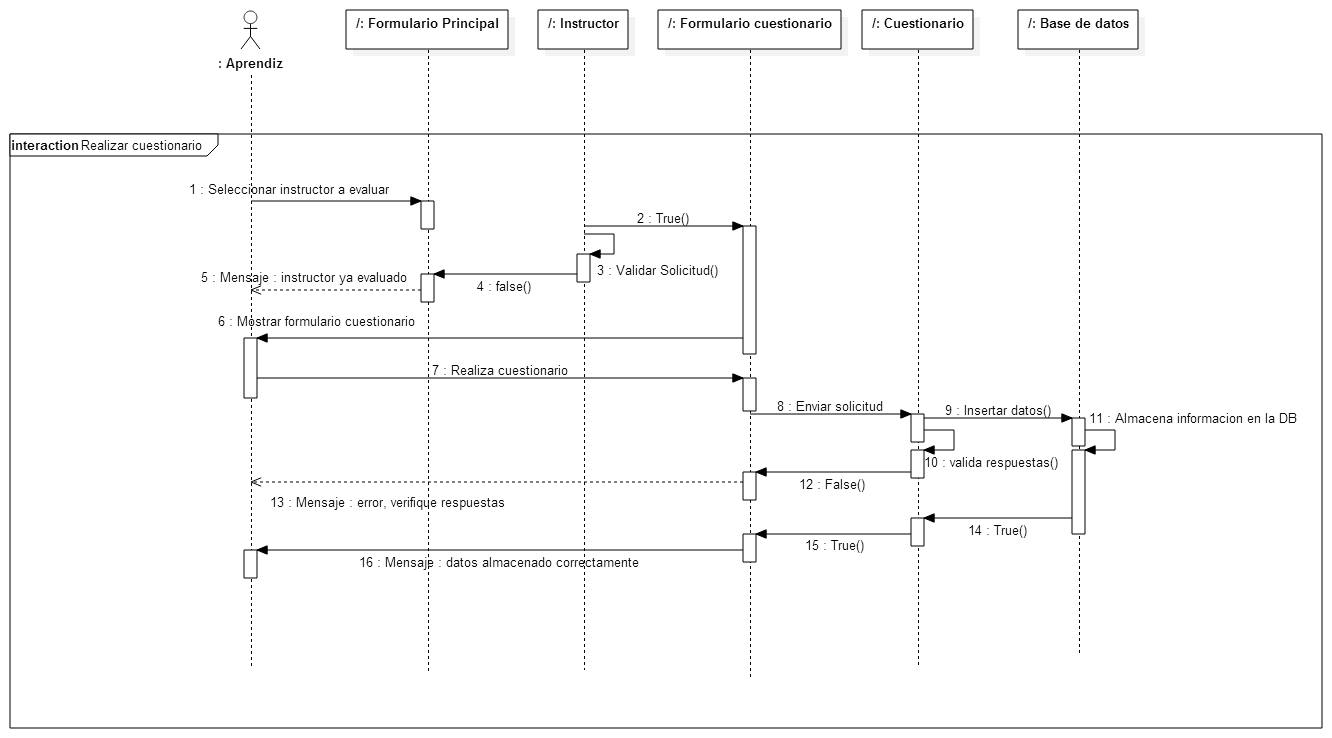 /: Formulario Principal
/: Instructor
/: Formulario cuestionario
/: Cuestionario
/: Base de datos
: Aprendiz
interaction Realizar cuestionario
1 : Seleccionar instructor a evaluar
2 : True()
3 : Validar Solicitud()
5 : Mensaje : instructor ya evaluado
4 : false()
6 : Mostrar formulario cuestionario
7 : Realiza cuestionario
8 : Enviar solicitud
9 : Insertar datos()
11 : Almacena informacion en la DB
10 : valida respuestas()
12 : False()
13 : Mensaje : error, verifique respuestas
14 : True()
15 : True()
16 : Mensaje : datos almacenado correctamente